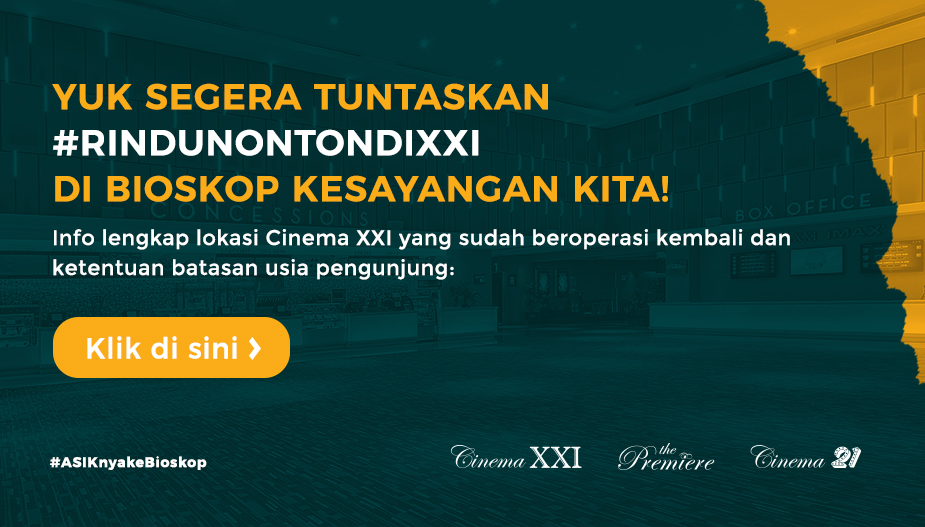 YUK SEGERA TUNTASKAN
#RINDUNONTONDIXXI
DI BIOSKOP KESAYANGAN KITA!
CONCESSIONS
BOX OFFICE
Info lengkap lokasi Cinema XXI yang sudah beroperasi kembali dan
ketentuan batasan usia pengunjung:
Klik di sini ›
#ASIKnyakeBioskop
Cinema XXI
the Premiere
Cinema 21